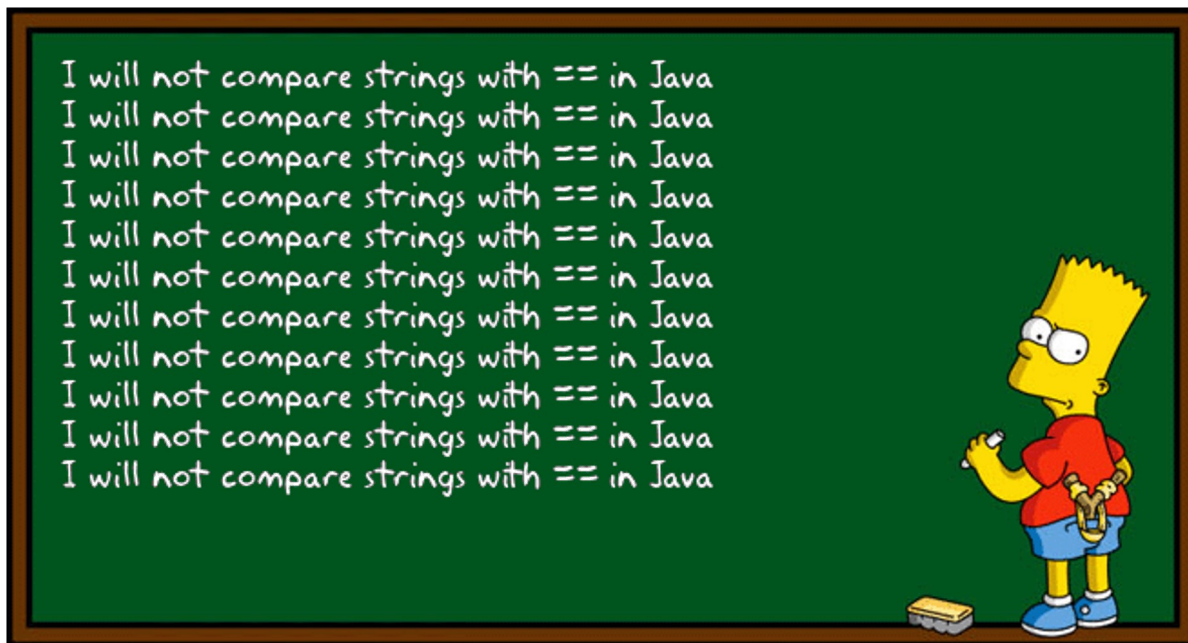 I will not compare strings with == in Java
I will not compare strings with == in Java
I will not compare strings with == in Java
I will not compare strings with == in Java
I will not compare strings with == in Java
I will not compare strings with == in Java
I will not compare strings with == in Java
I will not compare strings with == in Java
I will not compare strings with == in Java
I will not compare strings with == in Java
I will not compare strings with == in Java